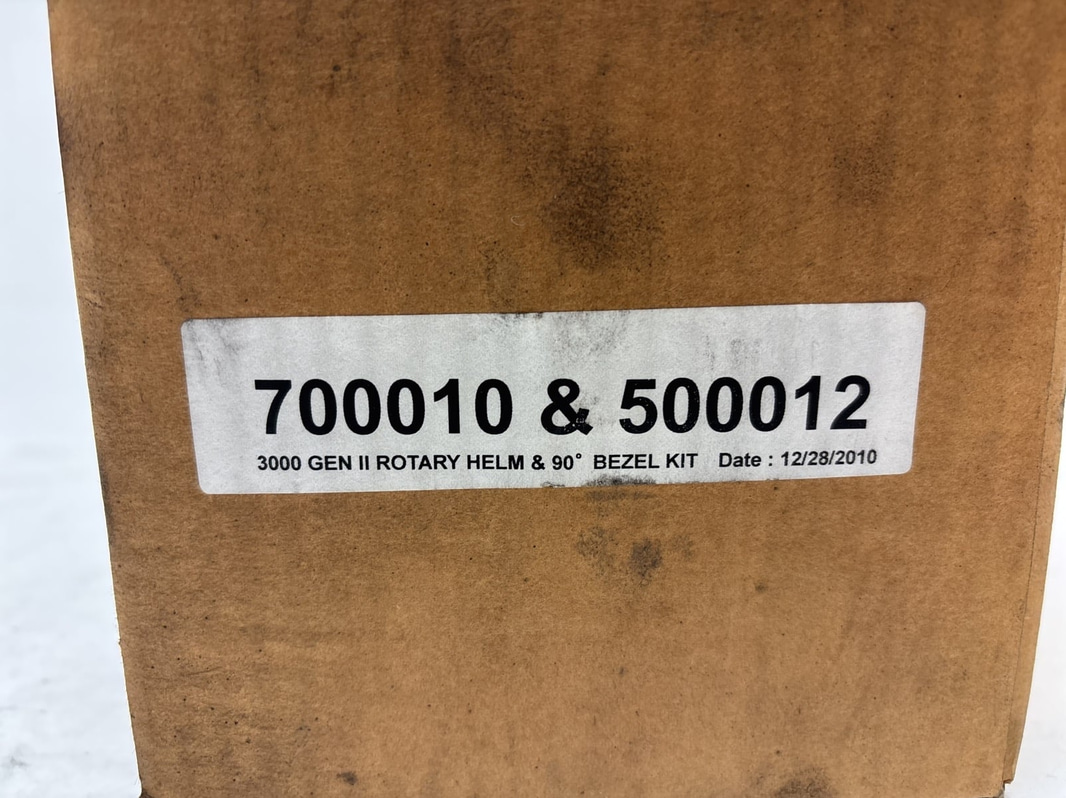 700010 & 500012
3000 GEN II ROTARY HELM & 90° BEZEL KIT Date : 12/28/2010